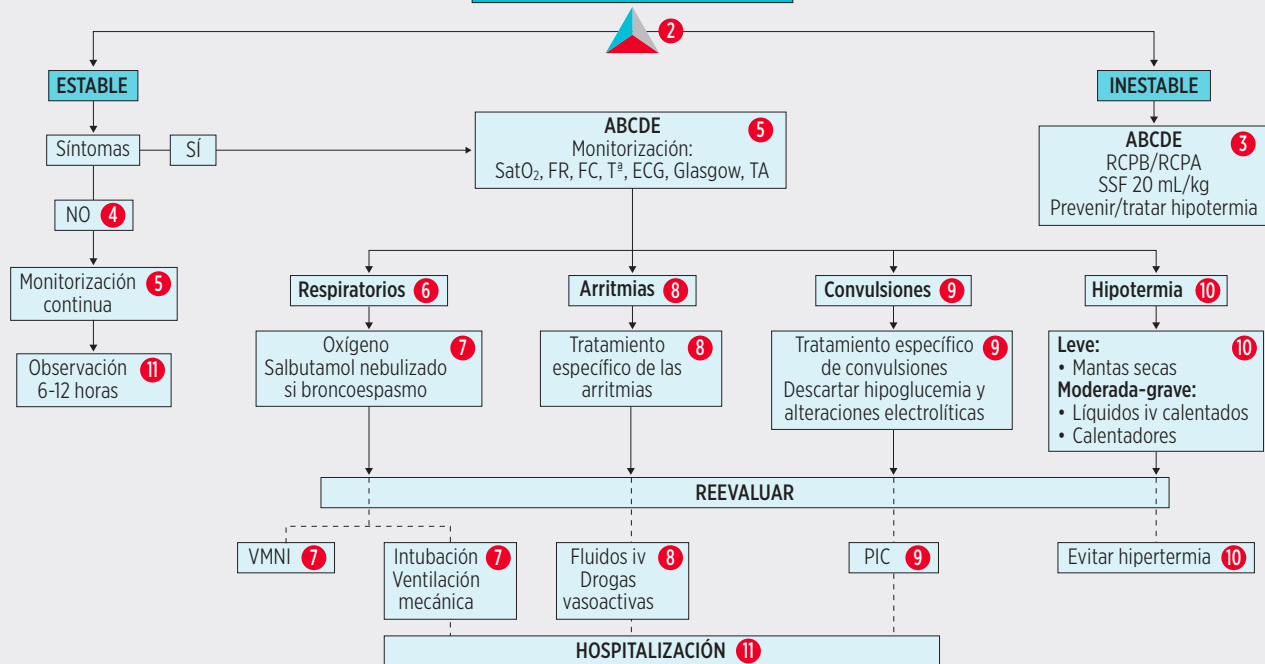 2
ESTABLE
INESTABLE
Síntomas
SÍ
ABCDE 5
Monitorización:
SatO₂, FR, FC, Tª, ECG, Glasgow, TA
ABCDE 3
RCPB/RCPA
SSF 20 mL/kg
Prevenir/tratar hipotermia
NO 4
Monitorización 5
continua
Observación 11
6-12 horas
Respiratorios 6
Arritmias 8
Convulsiones 9
Hipotermia 10
Oxígeno 7
Salbutamol nebulizado
si broncoespasmo
Tratamiento 8
específico de las
arritmias
Tratamiento específico 9
de convulsiones
Descartar hipoglucemia y
alteraciones electrolíticas
Leve: 10
• Mantas secas
Moderada-grave:
• Líquidos iv calentados
• Calentadores
REEVALUAR
VMNI 7
Intubación 7
Ventilación
mecánica
Fluidos iv 8
Drogas
vasoactivas
PIC 9
Evitar hipertermia 10
HOSPITALIZACIÓN 11